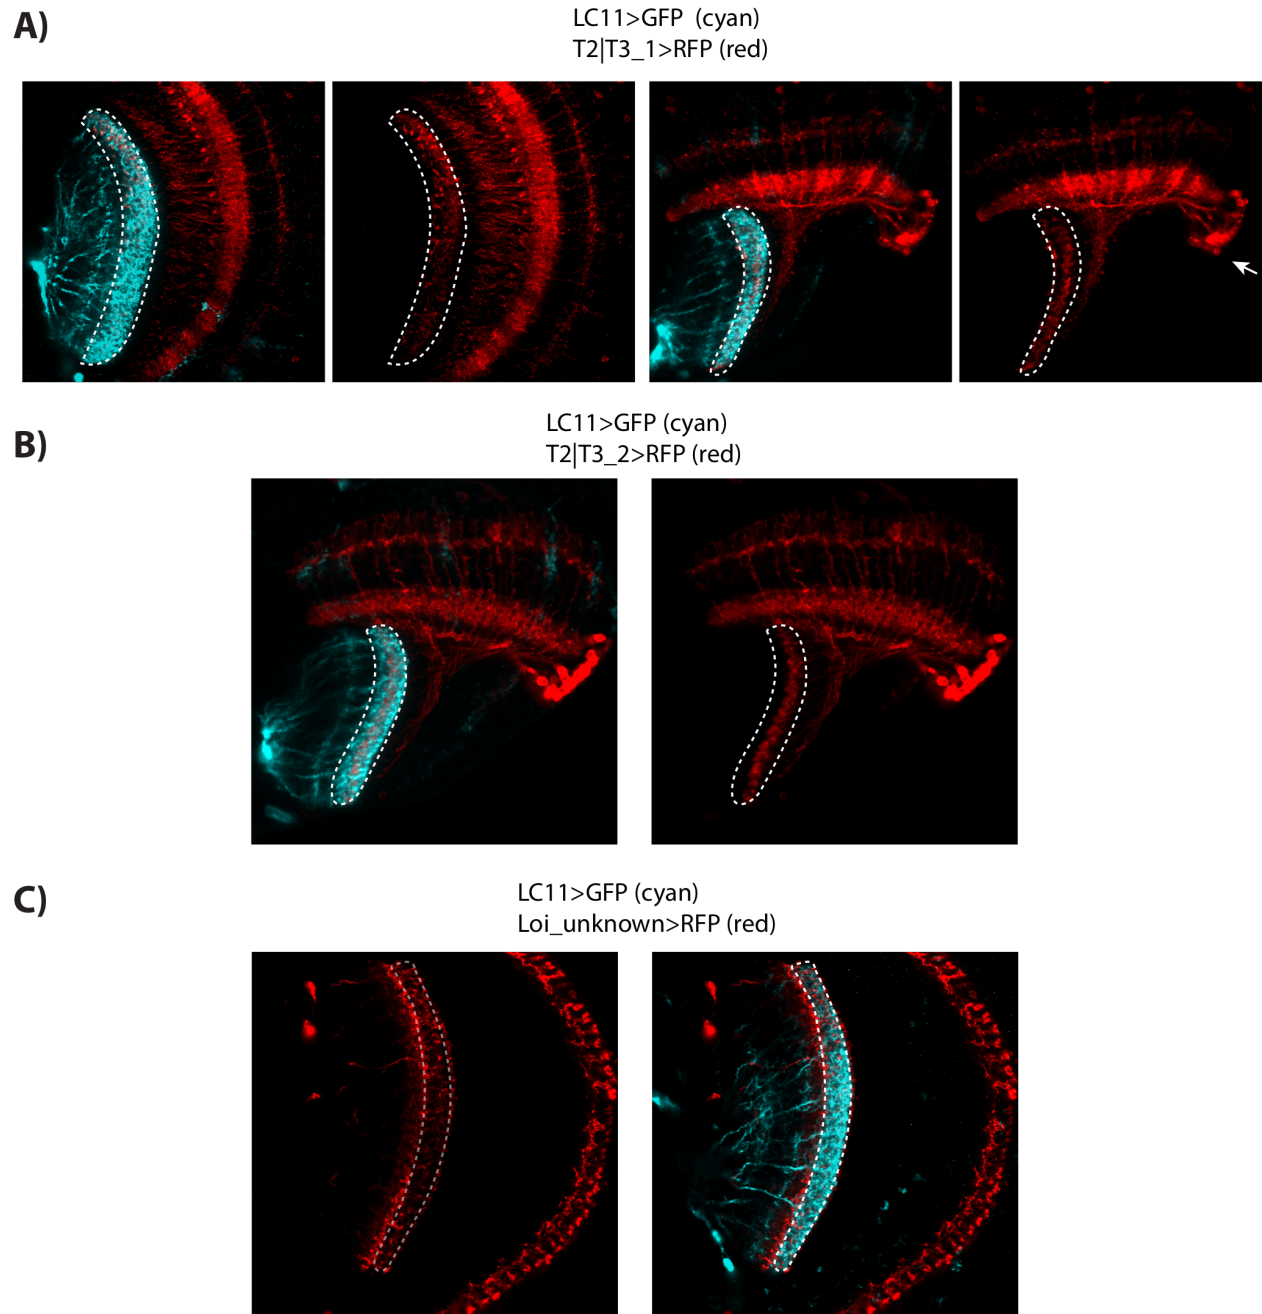 A)
LC11>GFP (cyan)
T2|T3_1>RFP (red)
B)
LC11>GFP (cyan)
T2|T3_2>RFP (red)
C)
LC11>GFP (cyan)
Loi_unknown>RFP (red)